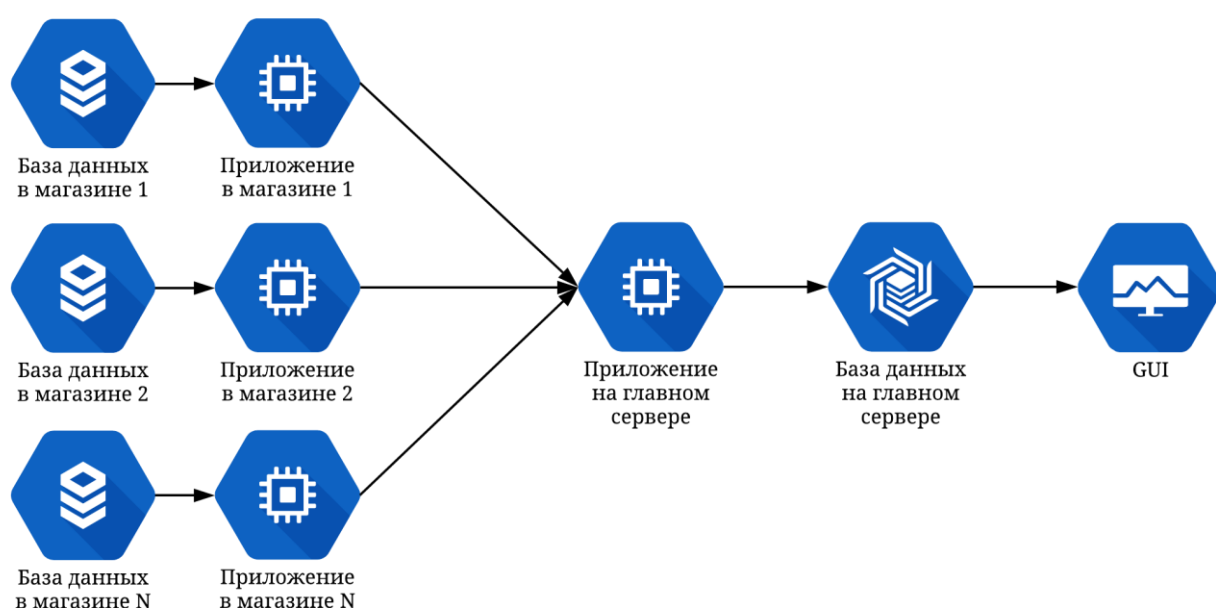 База данных
в магазине 1
Приложение
в магазине 1
База данных
в магазине 2
Приложение
в магазине 2
Приложение
на главном
сервере
База данных
на главном
сервере
GUI
База данных
в магазине N
Приложение
в магазине N